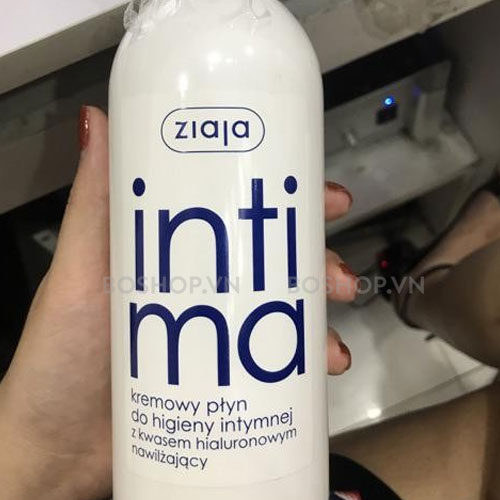 ziaja
inti
ma
BOSHOP.VN BOSHOP.VN
kremowy płyn
do higieny intymnej
z kwasem hialuronowym
nawilżający